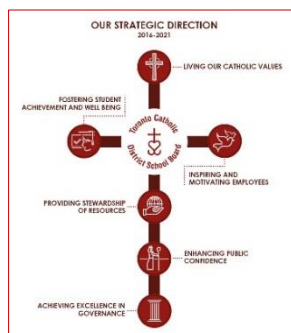 OUR STRATEGIC DIRECTION
2016-2021
LIVING OUR CATHOLIC VALUES
FOSTERING STUDENT
ACHIEVEMENT AND WELL BEING
Toronto Catholic
District School Board
INSPIRING AND
MOTIVATING EMPLOYEES
PROVIDING STEWARDSHIP
OF RESOURCES
ENHANCING PUBLIC
CONFIDENCE
ACHIEVING EXCELLENCE IN
GOVERNANCE